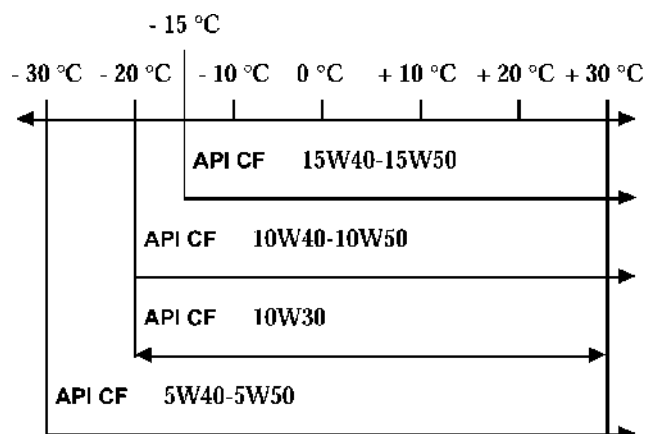 - 15 °C
- 30 °C - 20 °C - 10 °C 0 °C + 10 °C + 20 °C + 30 °C
API CF 15W40-15W50
API CF 10W40-10W50
API CF 10W30
API CF 5W40-5W50